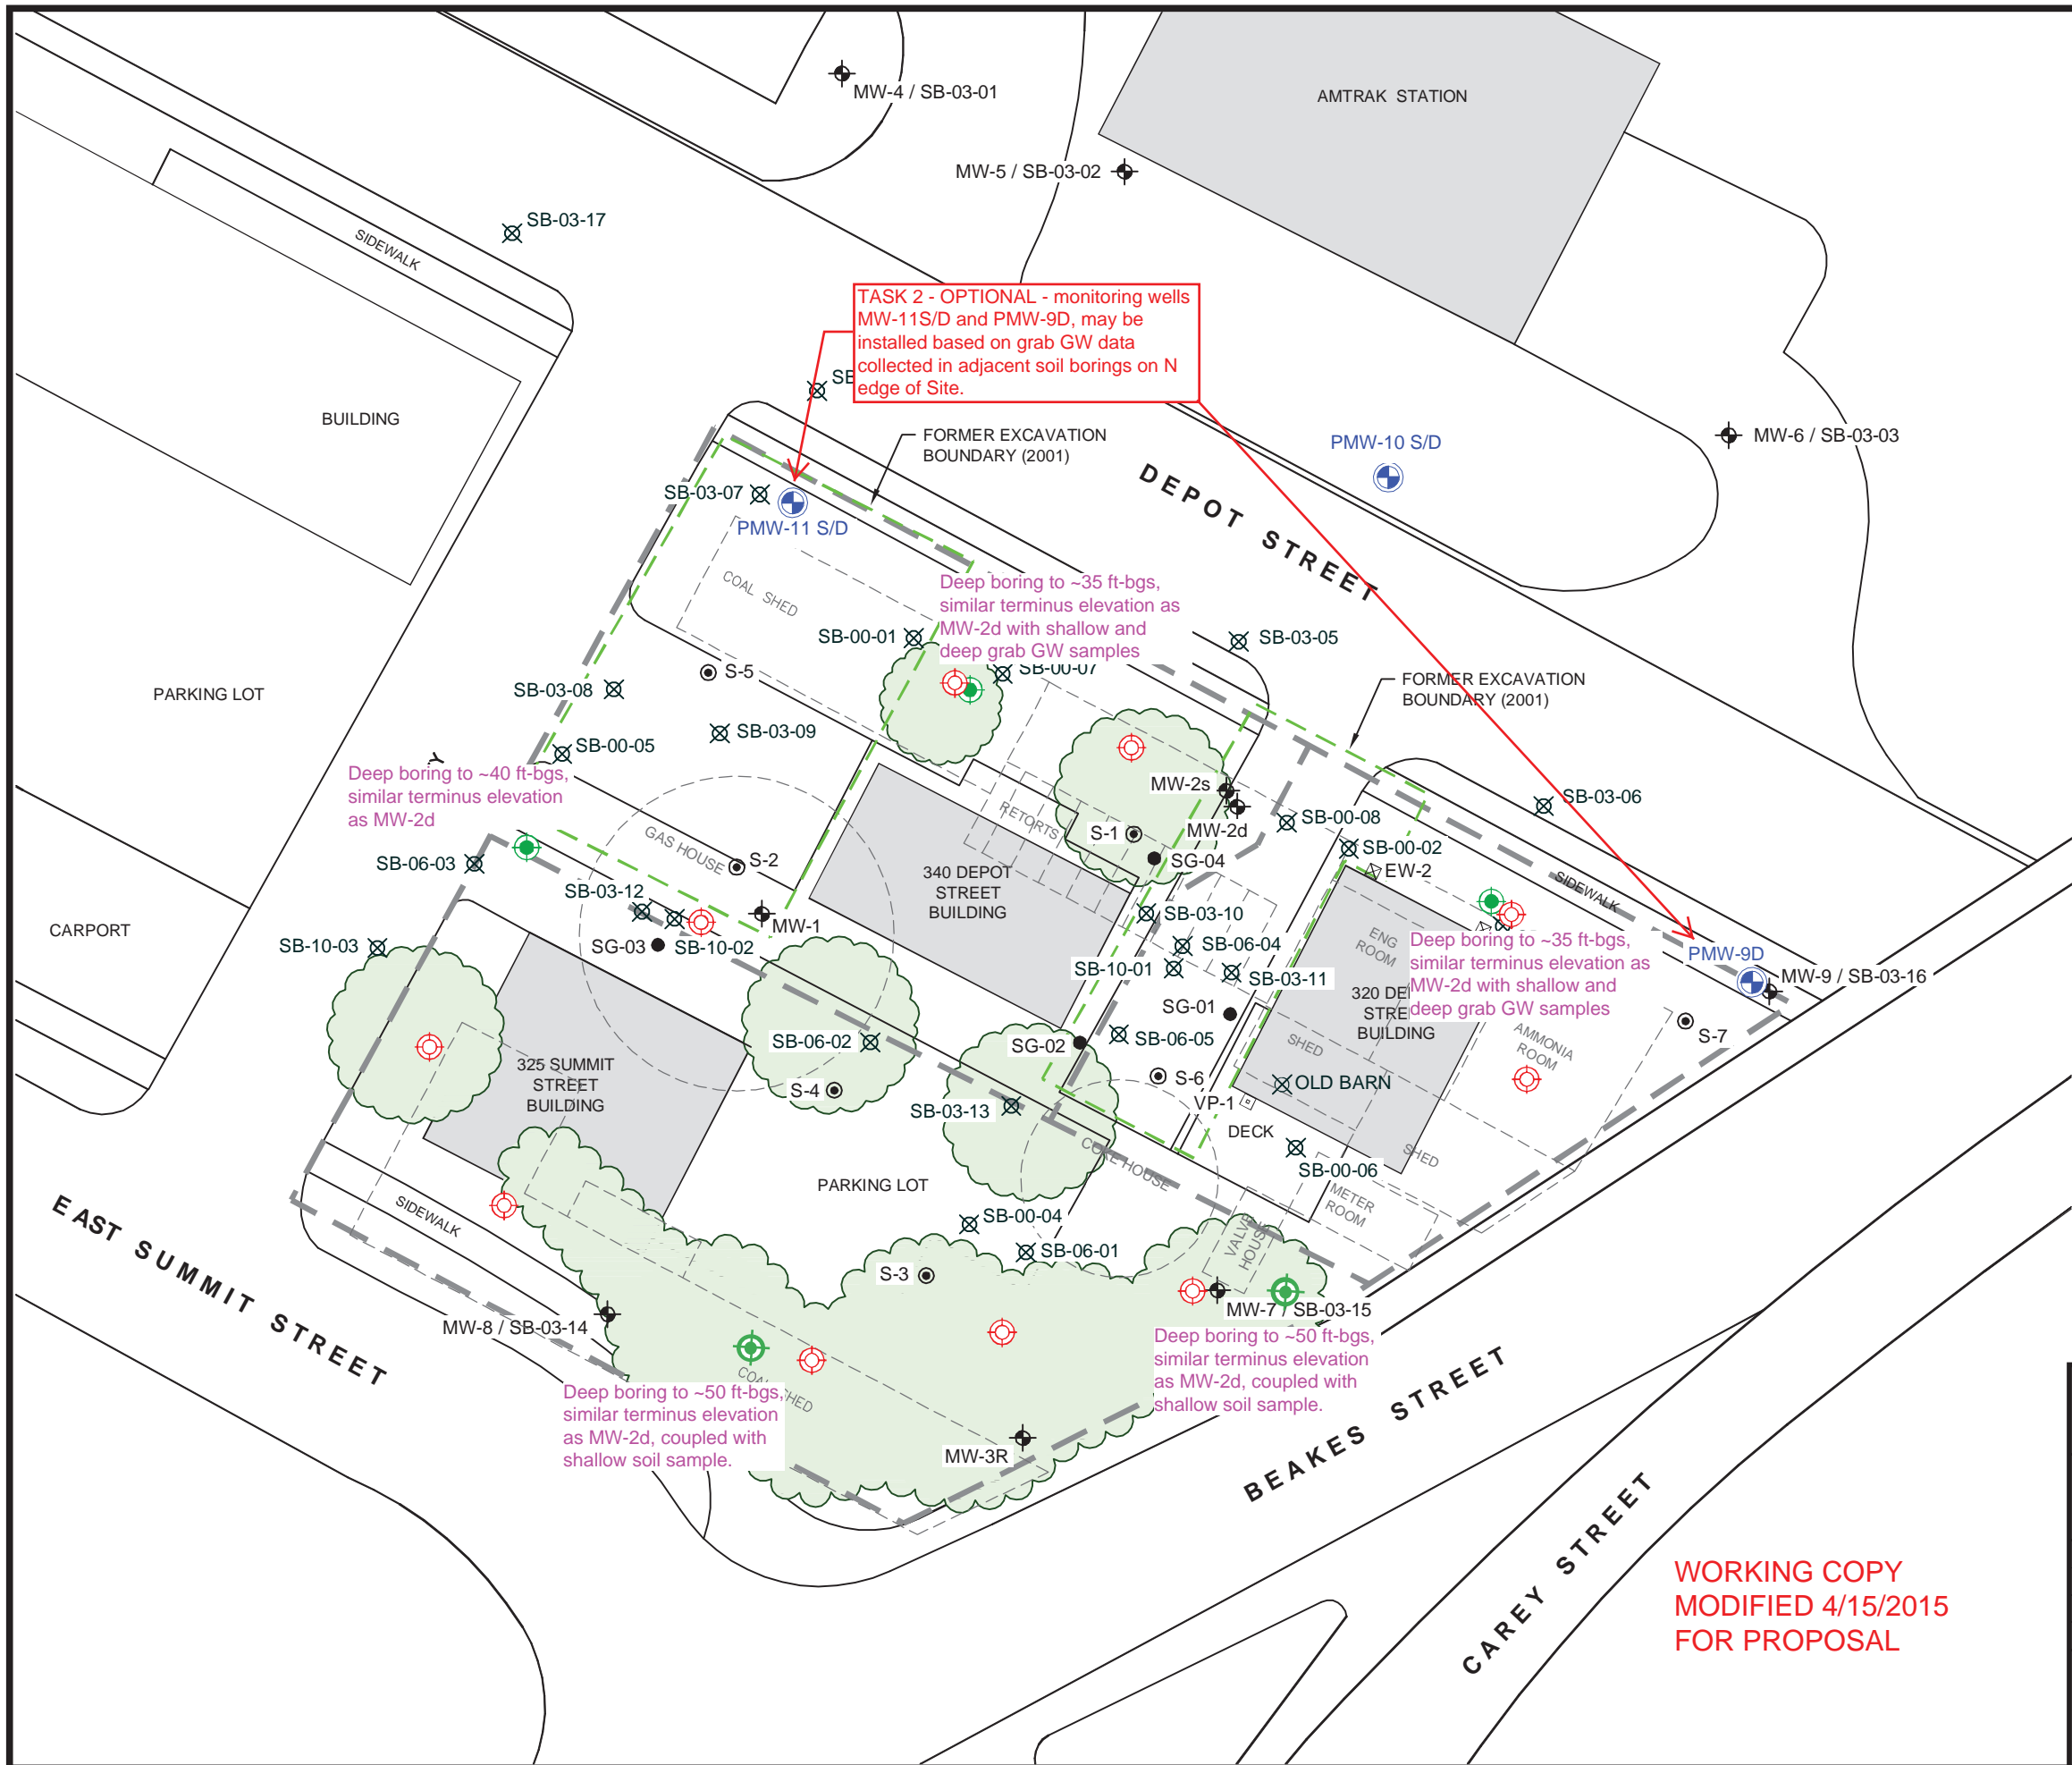 MW-4 / SB-03-01
AMTRAK STATION
MW-5 / SB-03-02
SB-03-17
SIDEWALK
TASK 2 - OPTIONAL - monitoring wells
MW-11S/D and PMW-9D, may be
installed based on grab GW data
collected in adjacent soil borings on N
edge of Site.
SB
BUILDING
FORMER EXCAVATION
BOUNDARY (2001)
PMW-10 S/D
MW-6 / SB-03-03
DEPOT STREET
SB-03-07
PMW-11 S/D
COAL SHED
Deep boring to ~35 ft-bgs,
similar terminus elevation as
MW-2d with shallow and
deep grab GW samples
SB-00-01
SB-03-05
SB-00-07
S-5
SB-03-08
PARKING LOT
FORMER EXCAVATION
BOUNDARY (2001)
SB-03-09
SB-00-05
Y
Deep boring to ~40 ft-bgs,
similar terminus elevation
as MW-2d
MW-2s
SB-03-06
RETORTS
S-1
MW-2d
SB-00-08
GAS HOUSE
SB-06-03
S-2
SG-04
SB-00-02
EW-2
340 DEPOT
STREET
BUILDING
SIDEWALK
SB-03-12
MW-1
SB-03-10
CARPORT
SB-10-03
SG-03
SB-10-02
SB-06-04
ENG
ROOM
Deep boring to ~35 ft-bgs,
similar terminus elevation as
MW-2d with shallow and
deep grab GW samples
PMW-9D
MW-9 / SB-03-16
SB-10-01
SB-03-11
320 DE
STRE
BUILDING
SG-01
SB-06-02
SG-02
SB-06-05
SHED
AMMONIA
ROOM
S-7
325 SUMMIT
STREET
BUILDING
S-4
S-6
OLD BARN
SB-03-13
VP-1
DECK
COKE HOUSE
SHED
SB-00-06
PARKING LOT
METER
ROOM
SIDEWALK
SB-00-04
VALVE
HOUSE
EAST SUMMIT STREET
SB-06-01
S-3
MW-7 / SB-03-15
MW-8 / SB-03-14
Deep boring to ~50 ft-bgs,
similar terminus elevation
as MW-2d, coupled with
shallow soil sample.
COAL SHED
Deep boring to ~50 ft-bgs,
similar terminus elevation
as MW-2d, coupled with
shallow soil sample.
MW-3R
BEAKES STREET
CAREY STREET
WORKING COPY
MODIFIED 4/15/2015
FOR PROPOSAL